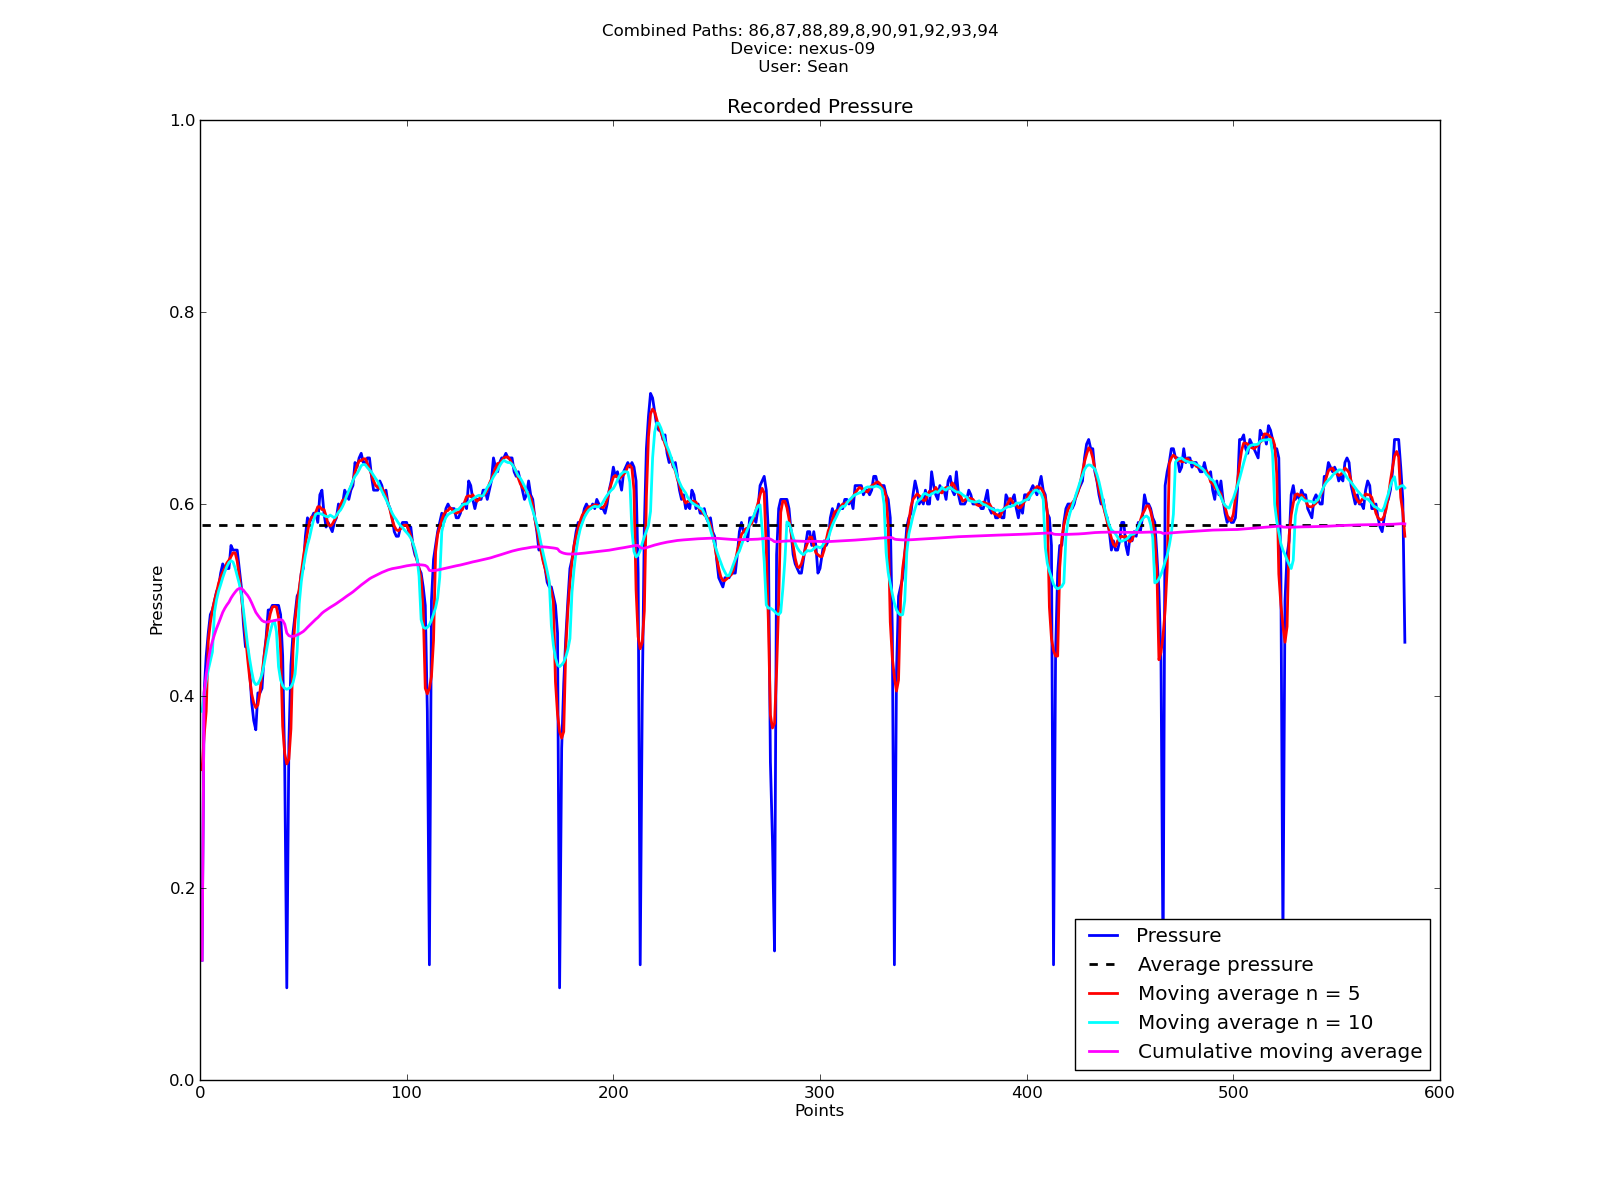 Combined Paths: 86,87,88,89,8,90,91,92,93,94
Device: nexus-09
User: Sean
Recorded Pressure
1.0
0.8
0.6
0.4
0.2
0.0
Pressure
0
100
200
300
400
500
600
Points
Pressure
Average pressure
Moving average n = 5
Moving average n = 10
Cumulative moving average